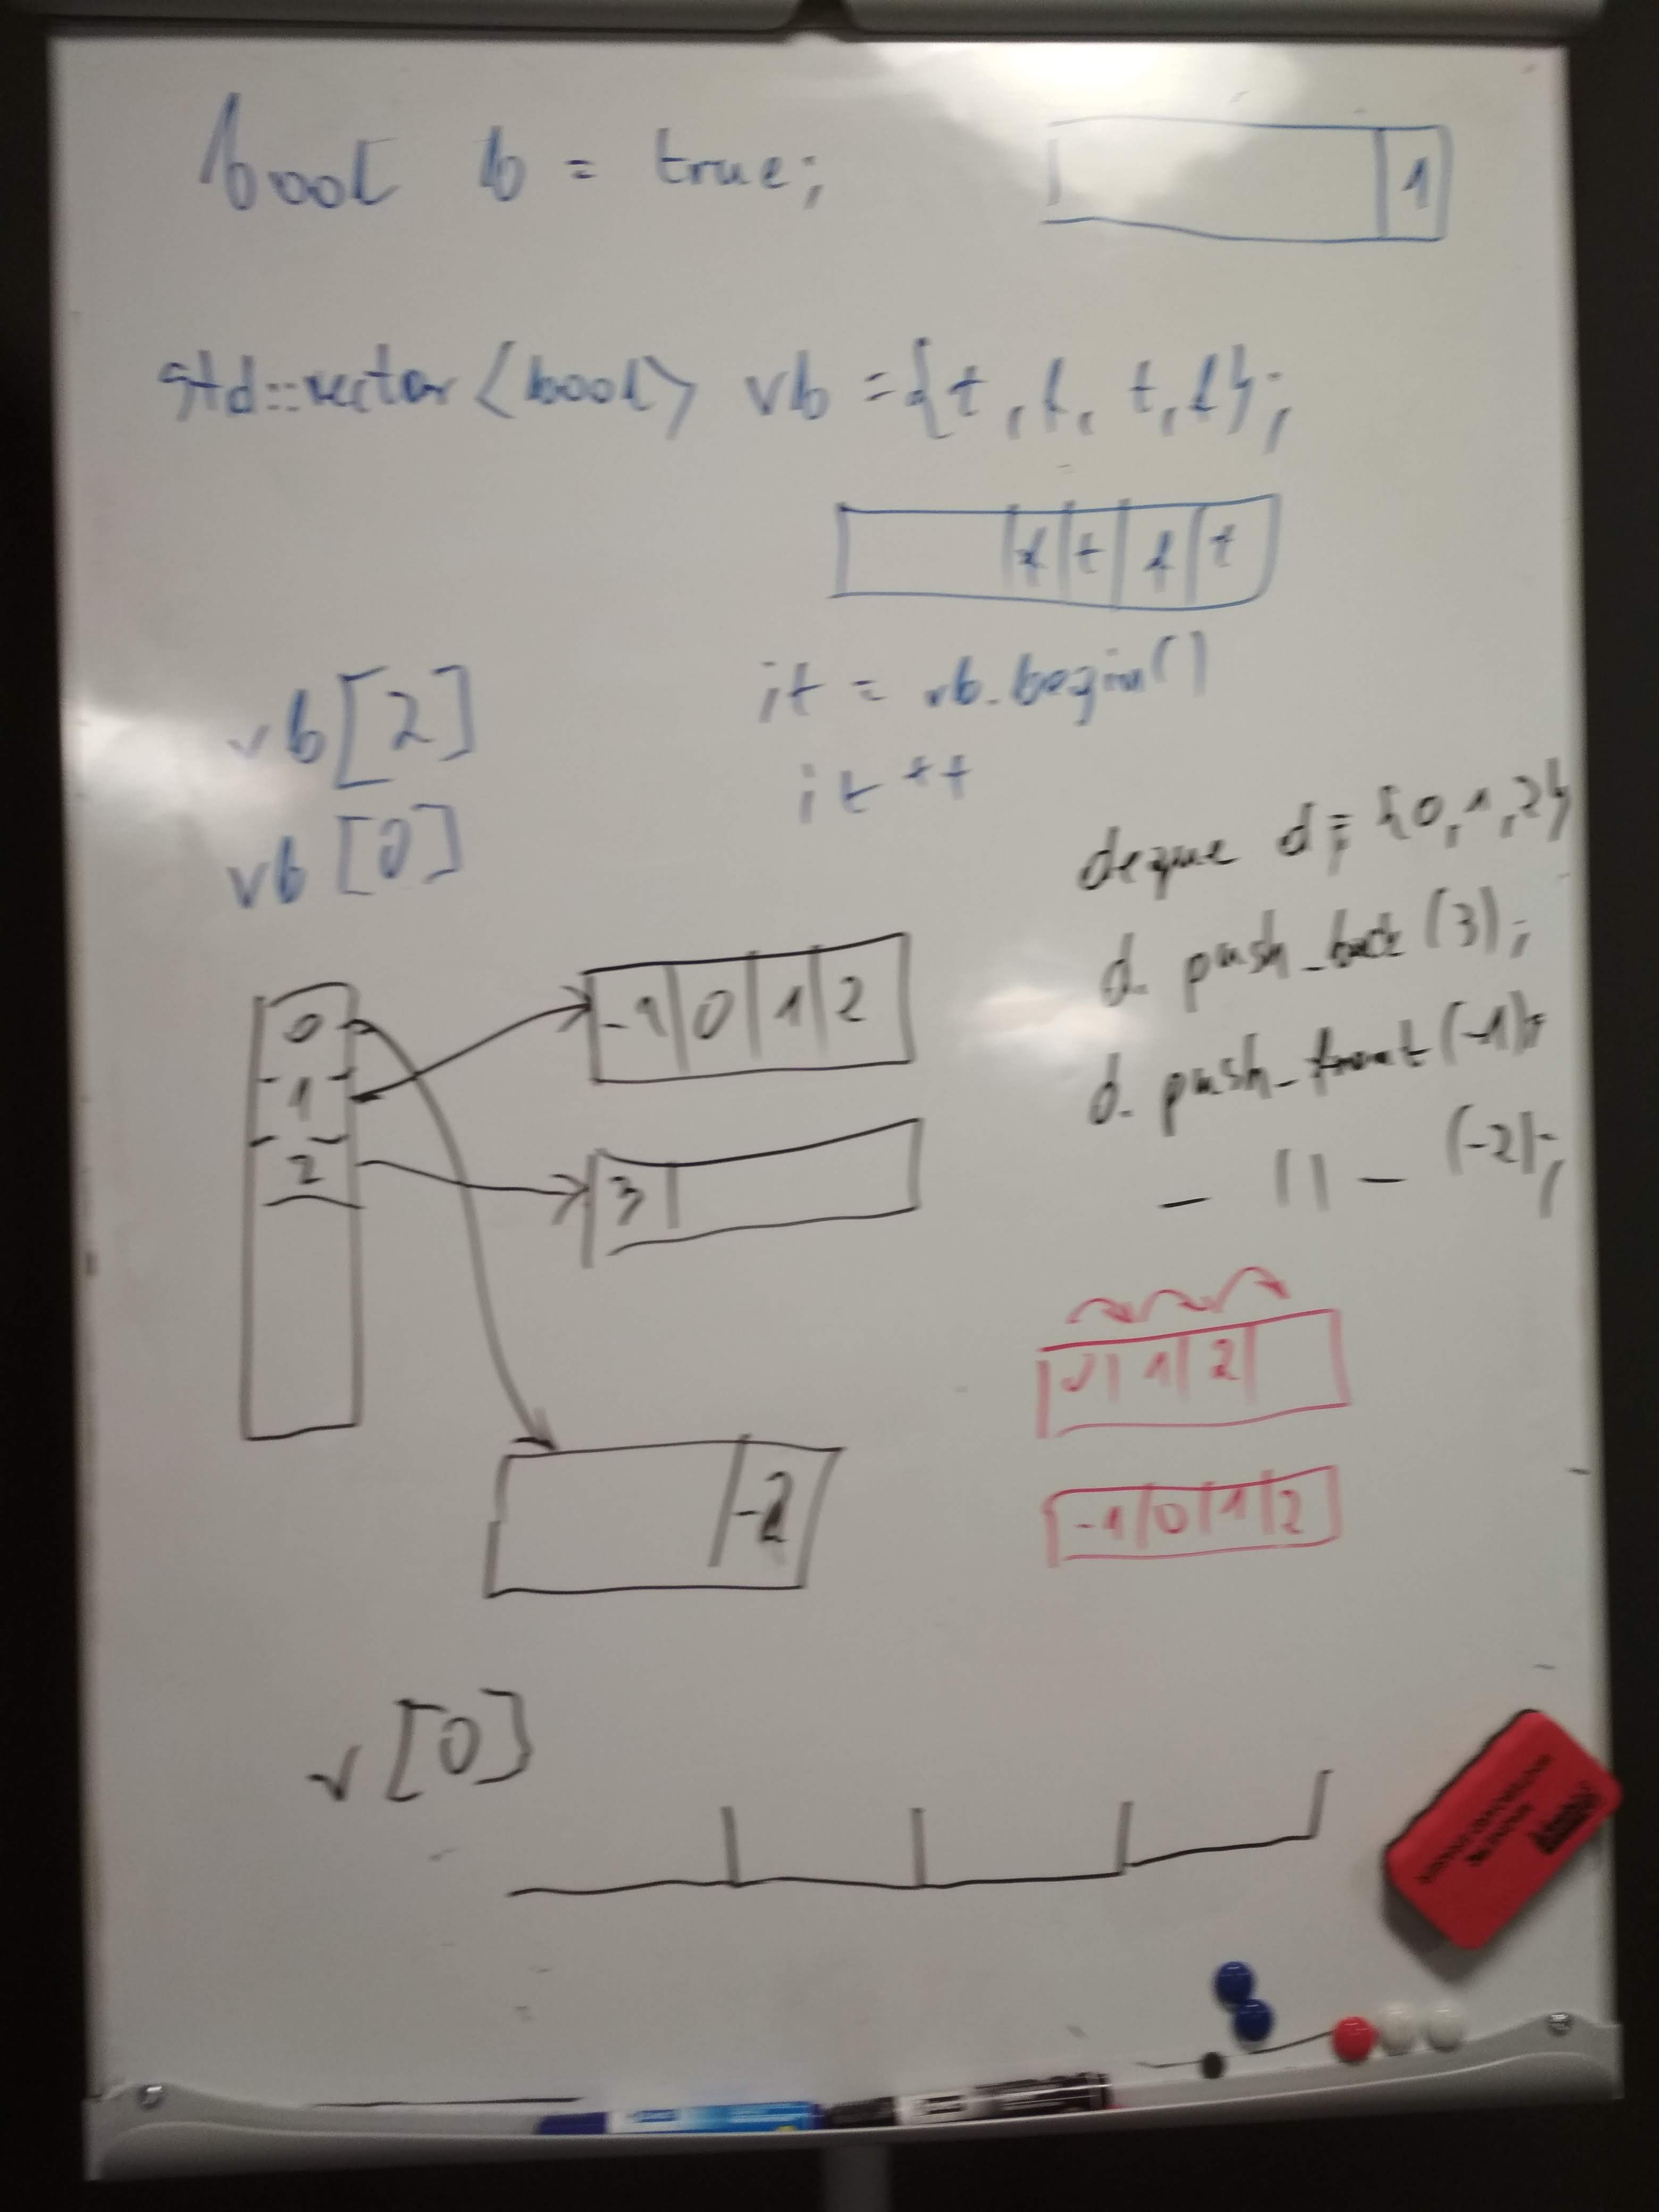 bool b = true;
1
std::vector<bool> vb = {t, f, t, f};
f t f t
vb[2]
it = vb.begin()
vb[0]
it++
deque d = {0, 1, 2}
d. push_back (3);
d. push_front (-1);
— || — (-2);
0
1
2
-1 0 1 2
3
-2
0 1 2
-1 0 1 2
v[0]